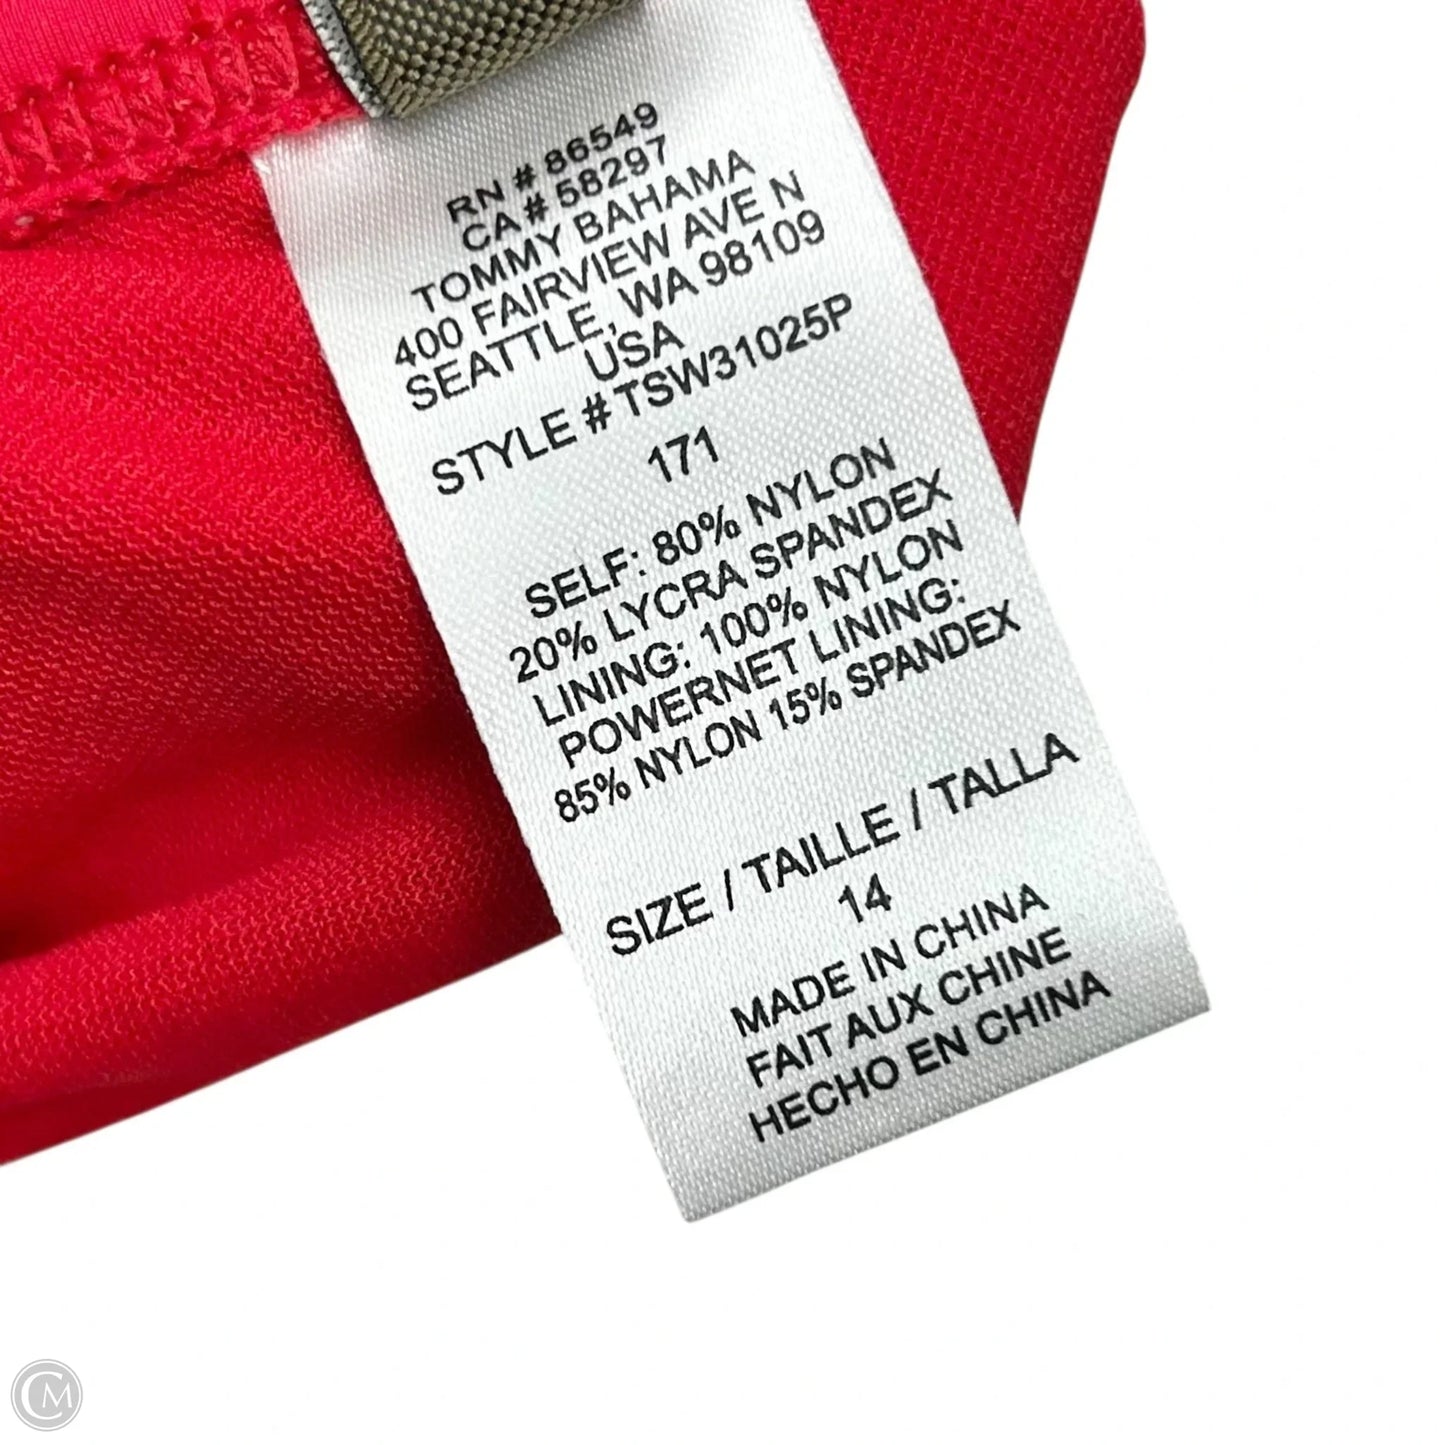 RN # 86549
CA # 58297
TOMMY BAHAMA
400 FAIRVIEW AVE N
SEATTLE, WA 98109
USA
STYLE # TSW31025P
171
SELF: 80% NYLON
20% LYCRA SPANDEX
LINING: 100% NYLON
POWERNET LINING:
85% NYLON 15% SPANDEX
SIZE / TAILLE / TALLA
14
MADE IN CHINA
FAIT AUX CHINE
HECHO EN CHINA
CM